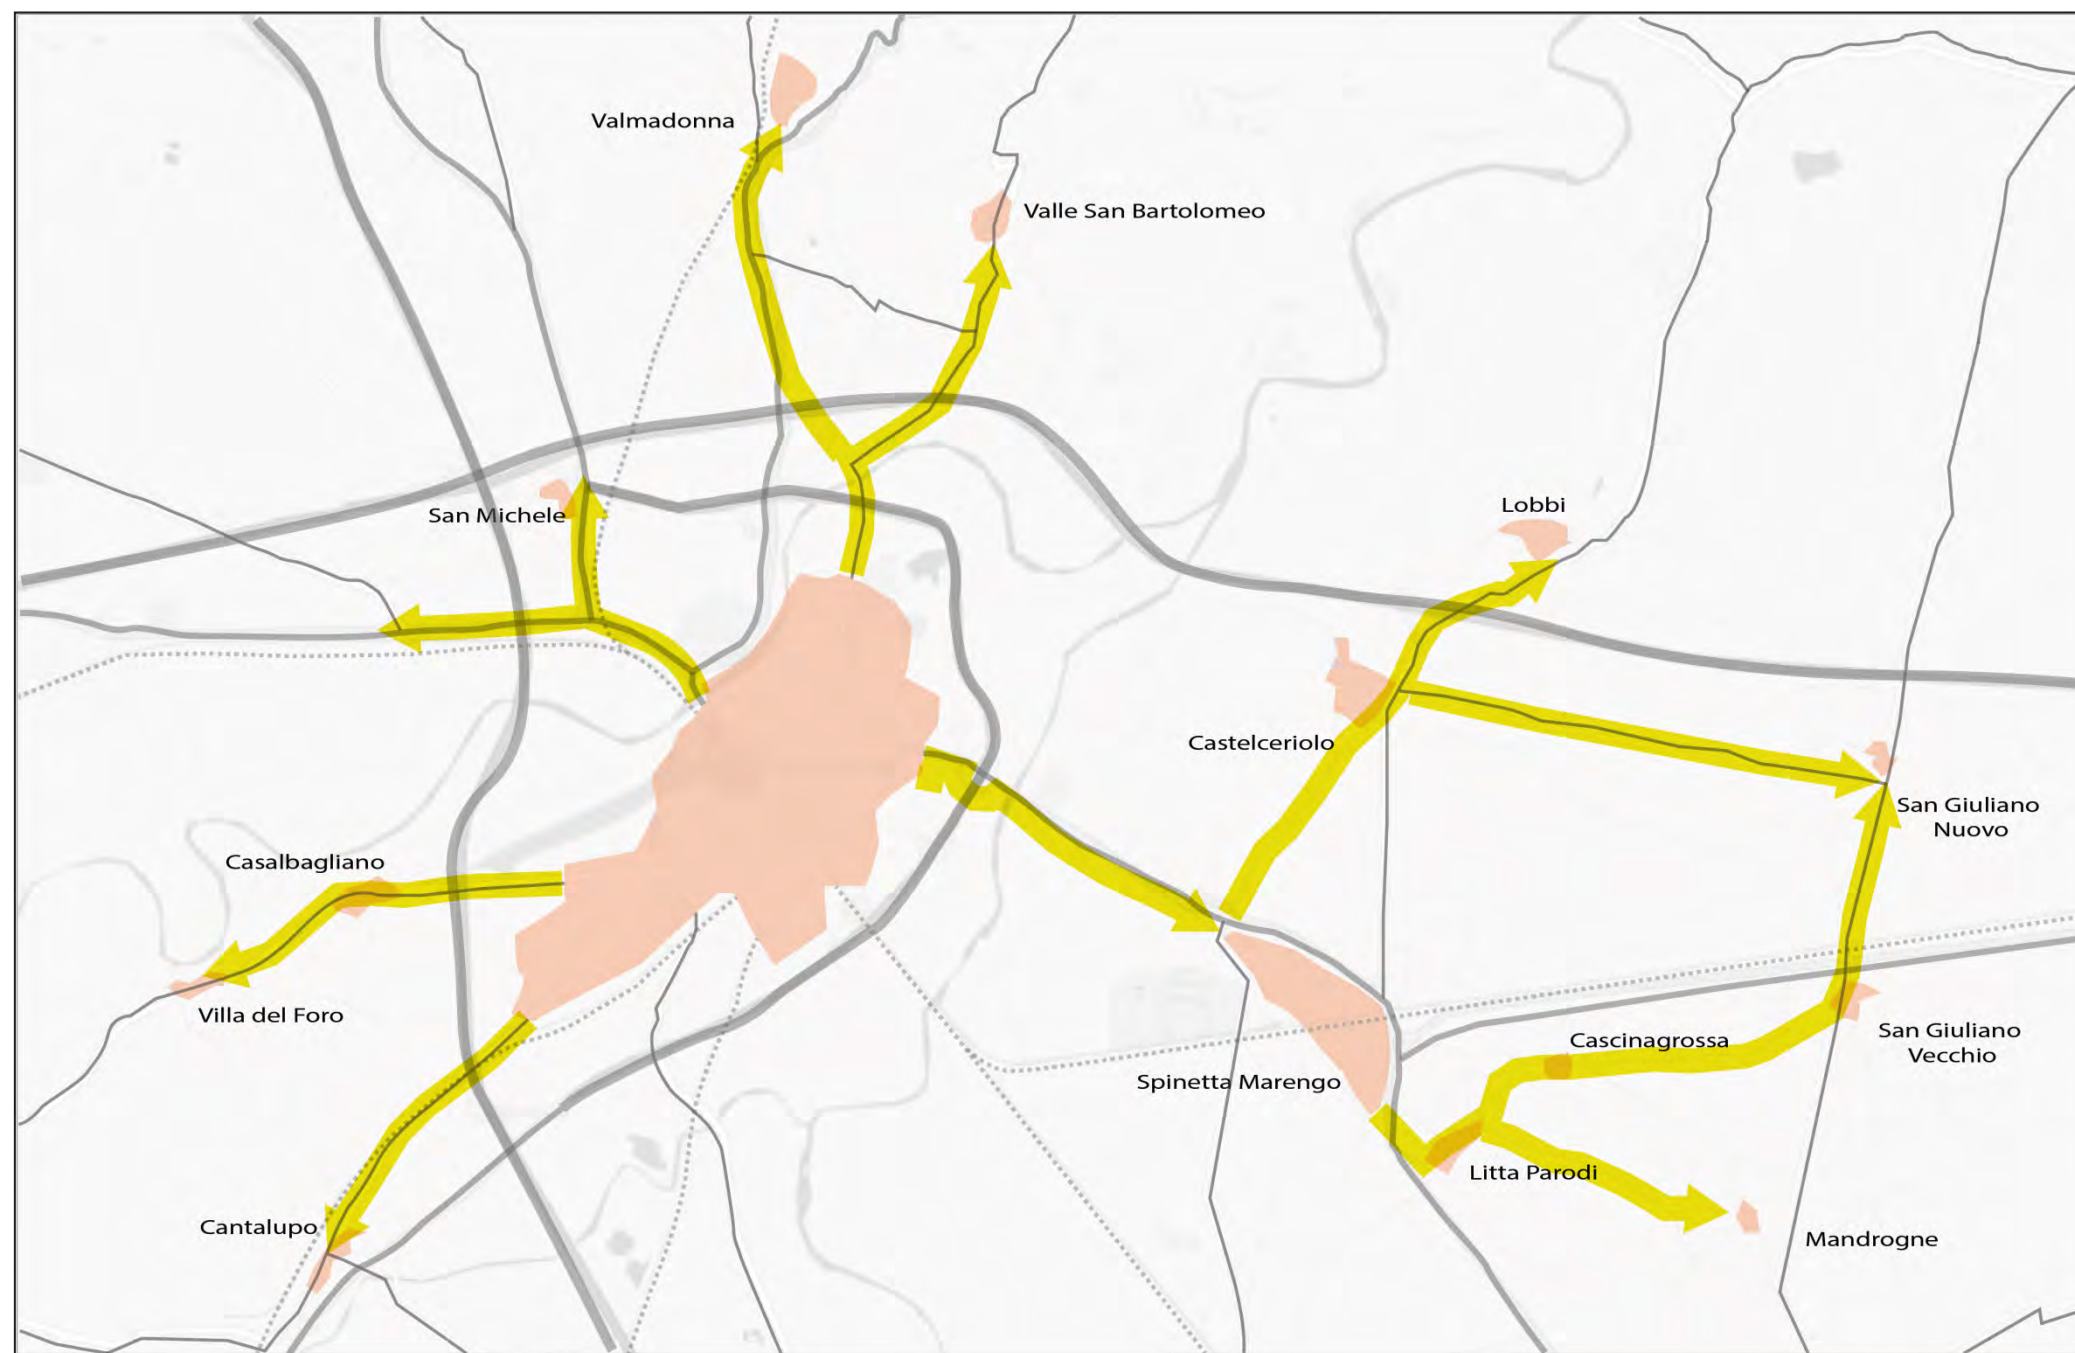 Valmadonna
Valle San Bartolomeo
San Michele
Lobbi
Castelceriolo
San Giuliano
Nuovo
Casalbagliano
Villa del Foro
Cascinagrossa
San Giuliano
Vecchio
Spinetta Marengo
Litta Parodi
Cantalupo
Mandrogne